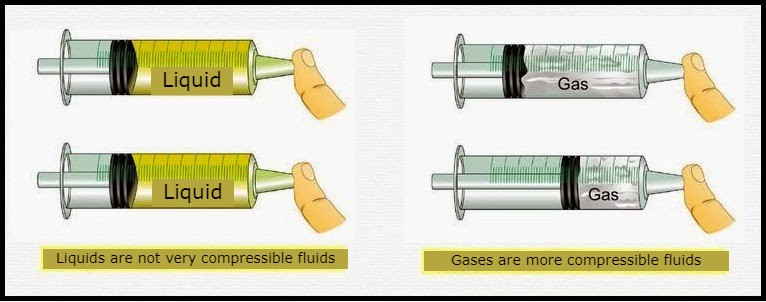 Liquid
Gas
Liquid
Gas
Liquids are not very compressible fluids
Gases are more compressible fluids